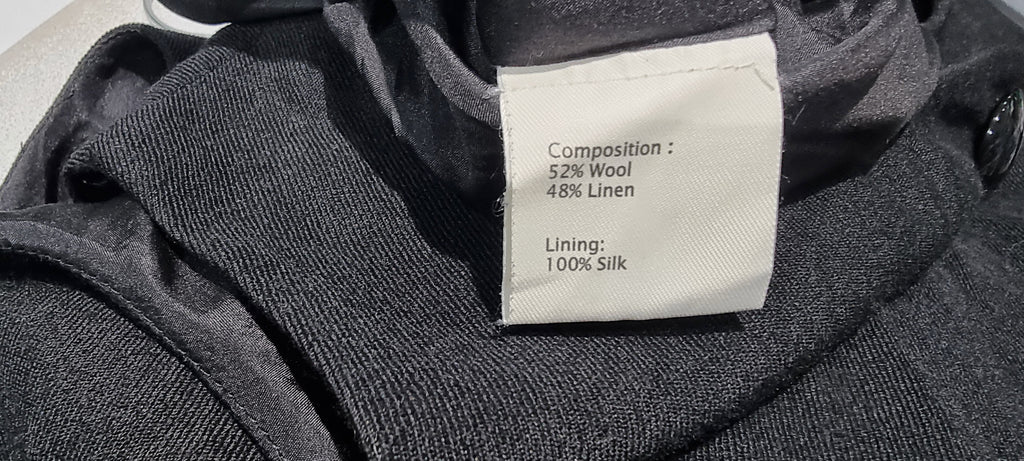 Composition :
52% Wool
48% Linen
Lining:
100% Silk